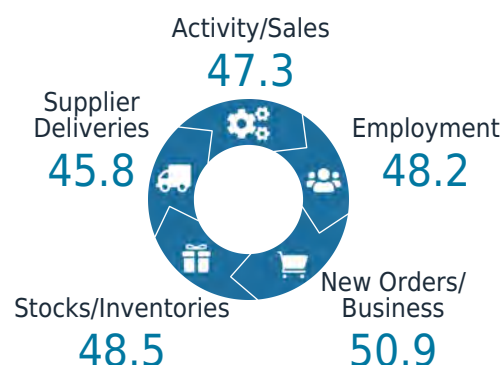 Activity/Sales
47.3
Supplier
Deliveries
45.8
Employment
48.2
Stocks/Inventories
48.5
New Orders/
Business
50.9